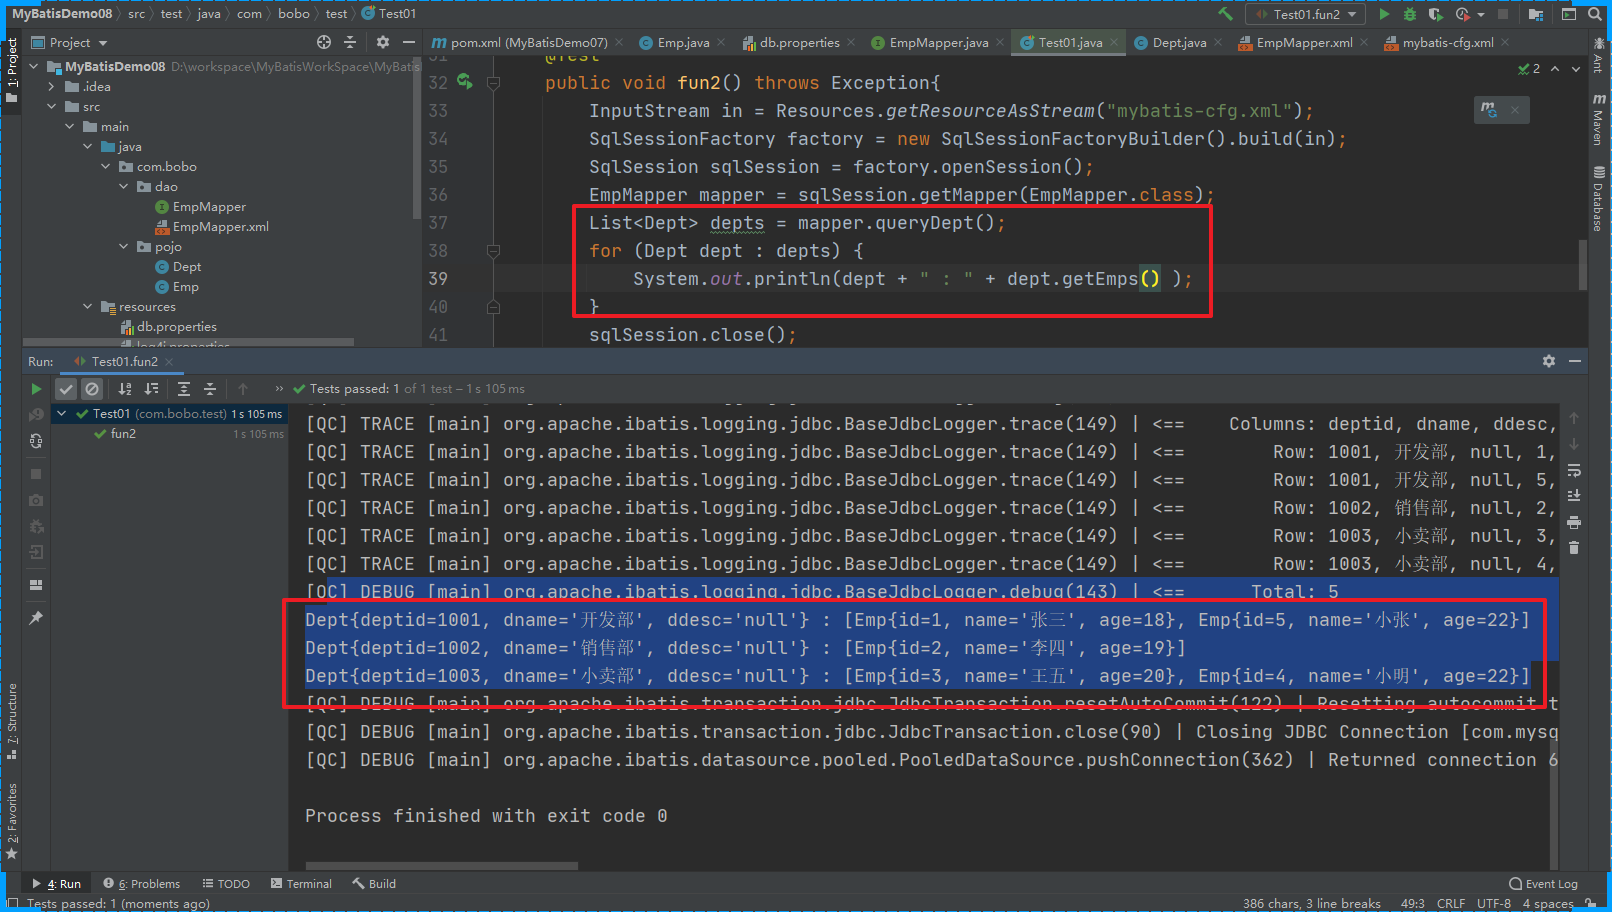 MyBatisDemo08 > src > test > java > com > bobo > test > Test01
Test01.fun2
Project
pom.xml (MyBatisDemo07)
Emp.java
db.properties
EmpMapper.java
Test01.java
Dept.java
EmpMapper.xml
mybatis-cfg.xml
MyBatisDemo08 D:\workspace\MyBatisWorkSpace\MyBatis
.idea
src
main
java
com.bobo
dao
EmpMapper
EmpMapper.xml
pojo
Dept
Emp
resources
db.properties
log4j.properties
31 @Test
32 public void fun2() throws Exception{
33 InputStream in = Resources.getResourceAsStream("mybatis-cfg.xml");
34 SqlSessionFactory factory = new SqlSessionFactoryBuilder().build(in);
35 SqlSession sqlSession = factory.openSession();
36 EmpMapper mapper = sqlSession.getMapper(EmpMapper.class);
37 List<Dept> depts = mapper.queryDept();
38 for (Dept dept : depts) {
39 System.out.println(dept + " : " + dept.getEmps() );
40 }
41 sqlSession.close();
2
1: Project
Ant
Maven
Database
Run: Test01.fun2
Tests passed: 1 of 1 test – 1 s 105 ms
Test01 (com.bobo.test) 1 s 105 ms
fun2 1 s 105 ms
[QC] TRACE [main] org.apache.ibatis.logging.jdbc.BaseJdbcLogger.trace(149) | <== Columns: deptid, dname, ddesc,
[QC] TRACE [main] org.apache.ibatis.logging.jdbc.BaseJdbcLogger.trace(149) | <== Row: 1001, 开发部, null, 1,
[QC] TRACE [main] org.apache.ibatis.logging.jdbc.BaseJdbcLogger.trace(149) | <== Row: 1001, 开发部, null, 5,
[QC] TRACE [main] org.apache.ibatis.logging.jdbc.BaseJdbcLogger.trace(149) | <== Row: 1002, 销售部, null, 2,
[QC] TRACE [main] org.apache.ibatis.logging.jdbc.BaseJdbcLogger.trace(149) | <== Row: 1003, 小卖部, null, 3,
[QC] TRACE [main] org.apache.ibatis.logging.jdbc.BaseJdbcLogger.trace(149) | <== Row: 1003, 小卖部, null, 4,
[QC] DEBUG [main] org.apache.ibatis.logging.jdbc.BaseJdbcLogger.debug(143) | <== Total: 5
Dept{deptid=1001, dname='开发部', ddesc='null'} : [Emp{id=1, name='张三', age=18}, Emp{id=5, name='小张', age=22}]
Dept{deptid=1002, dname='销售部', ddesc='null'} : [Emp{id=2, name='李四', age=19}]
Dept{deptid=1003, dname='小卖部', ddesc='null'} : [Emp{id=3, name='王五', age=20}, Emp{id=4, name='小明', age=22}]
[QC] DEBUG [main] org.apache.ibatis.transaction.jdbc.JdbcTransaction.resetAutoCommit(122) | Resetting autocommit t
[QC] DEBUG [main] org.apache.ibatis.transaction.jdbc.JdbcTransaction.close(90) | Closing JDBC Connection [com.mysq
[QC] DEBUG [main] org.apache.ibatis.datasource.pooled.PooledDataSource.pushConnection(362) | Returned connection 6
Process finished with exit code 0
7: Structure
2: Favorites
4: Run
6: Problems
TODO
Terminal
Build
Event Log
Tests passed: 1 (moments ago)
386 chars, 3 line breaks 49:3 CRLF UTF-8 4 spaces